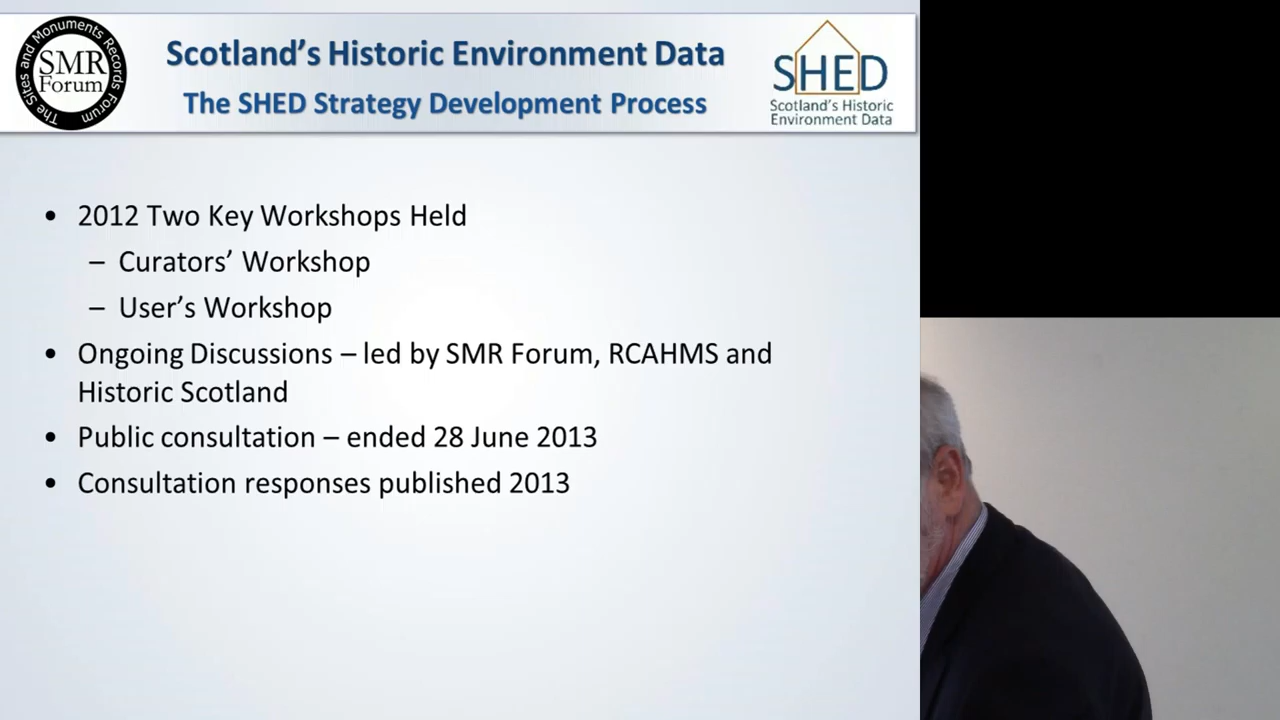 The Sites and Monuments Records Forum
SMR
Forum
Scotland’s Historic Environment Data
The SHED Strategy Development Process
SHED
Scotland's Historic
Environment Data
• 2012 Two Key Workshops Held
– Curators’ Workshop
– User’s Workshop
• Ongoing Discussions – led by SMR Forum, RCAHMS and
Historic Scotland
• Public consultation – ended 28 June 2013
• Consultation responses published 2013